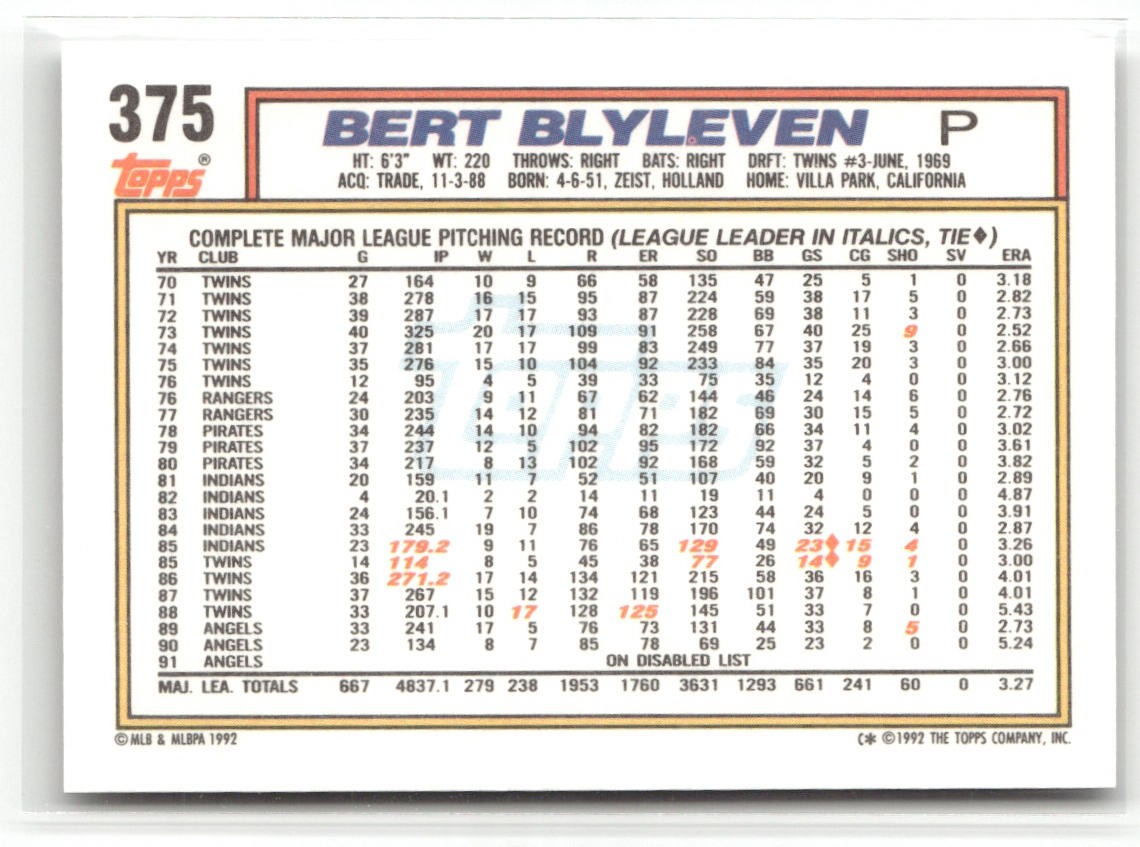 375
BERT BLYLEVEN P
Topps®
HT: 6'3" WT: 220 THROWS: RIGHT BATS: RIGHT DRFT: TWINS #3-JUNE, 1969
ACQ: TRADE, 11-3-88 BORN: 4-6-51, ZEIST, HOLLAND HOME: VILLA PARK, CALIFORNIA
COMPLETE MAJOR LEAGUE PITCHING RECORD (LEAGUE LEADER IN ITALICS, TIE♦)
YR CLUB G IP W L R ER SO BB GS CG SHO SV ERA
70 TWINS 27 164 10 9 66 58 135 47 25 5 1 0 3.18
71 TWINS 38 278 16 15 95 87 224 59 38 17 5 0 2.82
72 TWINS 39 287 17 17 93 87 228 69 38 11 3 0 2.73
73 TWINS 40 325 20 17 109 91 258 67 40 25 9 0 2.52
74 TWINS 37 281 17 17 99 83 249 77 37 19 3 0 2.66
75 TWINS 35 276 15 10 104 92 233 84 35 20 3 0 3.00
76 TWINS 12 95 4 5 39 33 75 35 12 4 0 0 3.12
76 RANGERS 24 203 9 11 67 62 144 46 24 14 6 0 2.76
77 RANGERS 30 235 14 12 81 71 182 69 30 15 5 0 2.72
78 PIRATES 34 244 14 10 94 82 182 66 34 11 4 0 3.02
79 PIRATES 37 237 12 5 102 95 172 92 37 4 0 0 3.61
80 PIRATES 34 217 8 13 102 92 168 59 32 5 2 0 3.82
81 INDIANS 20 159 11 7 52 51 107 40 20 9 1 0 2.89
82 INDIANS 4 20.1 2 2 14 11 19 11 4 0 0 0 4.87
83 INDIANS 24 156.1 7 10 74 68 123 44 24 5 0 0 3.91
84 INDIANS 33 245 19 7 86 78 170 74 32 12 4 0 2.87
85 INDIANS 23 179.2 9 11 76 65 129 49 23♦ 15 4 0 3.26
85 TWINS 14 114 8 5 45 38 77 26 14♦ 9 1 0 3.00
86 TWINS 36 271.2 17 14 134 121 215 58 36 16 3 0 4.01
87 TWINS 37 267 15 12 132 119 196 101 37 8 1 0 4.01
88 TWINS 33 207.1 10 17 128 125 145 51 33 7 0 0 5.43
89 ANGELS 33 241 17 5 76 73 131 44 33 8 5 0 2.73
90 ANGELS 23 134 8 7 85 78 69 25 23 2 0 0 5.24
91 ANGELS ON DISABLED LIST
MAJ. LEA. TOTALS 667 4837.1 279 238 1953 1760 3631 1293 661 241 60 0 3.27
Topps
©MLB & MLBPA 1992
C* ©1992 THE TOPPS COMPANY, INC.